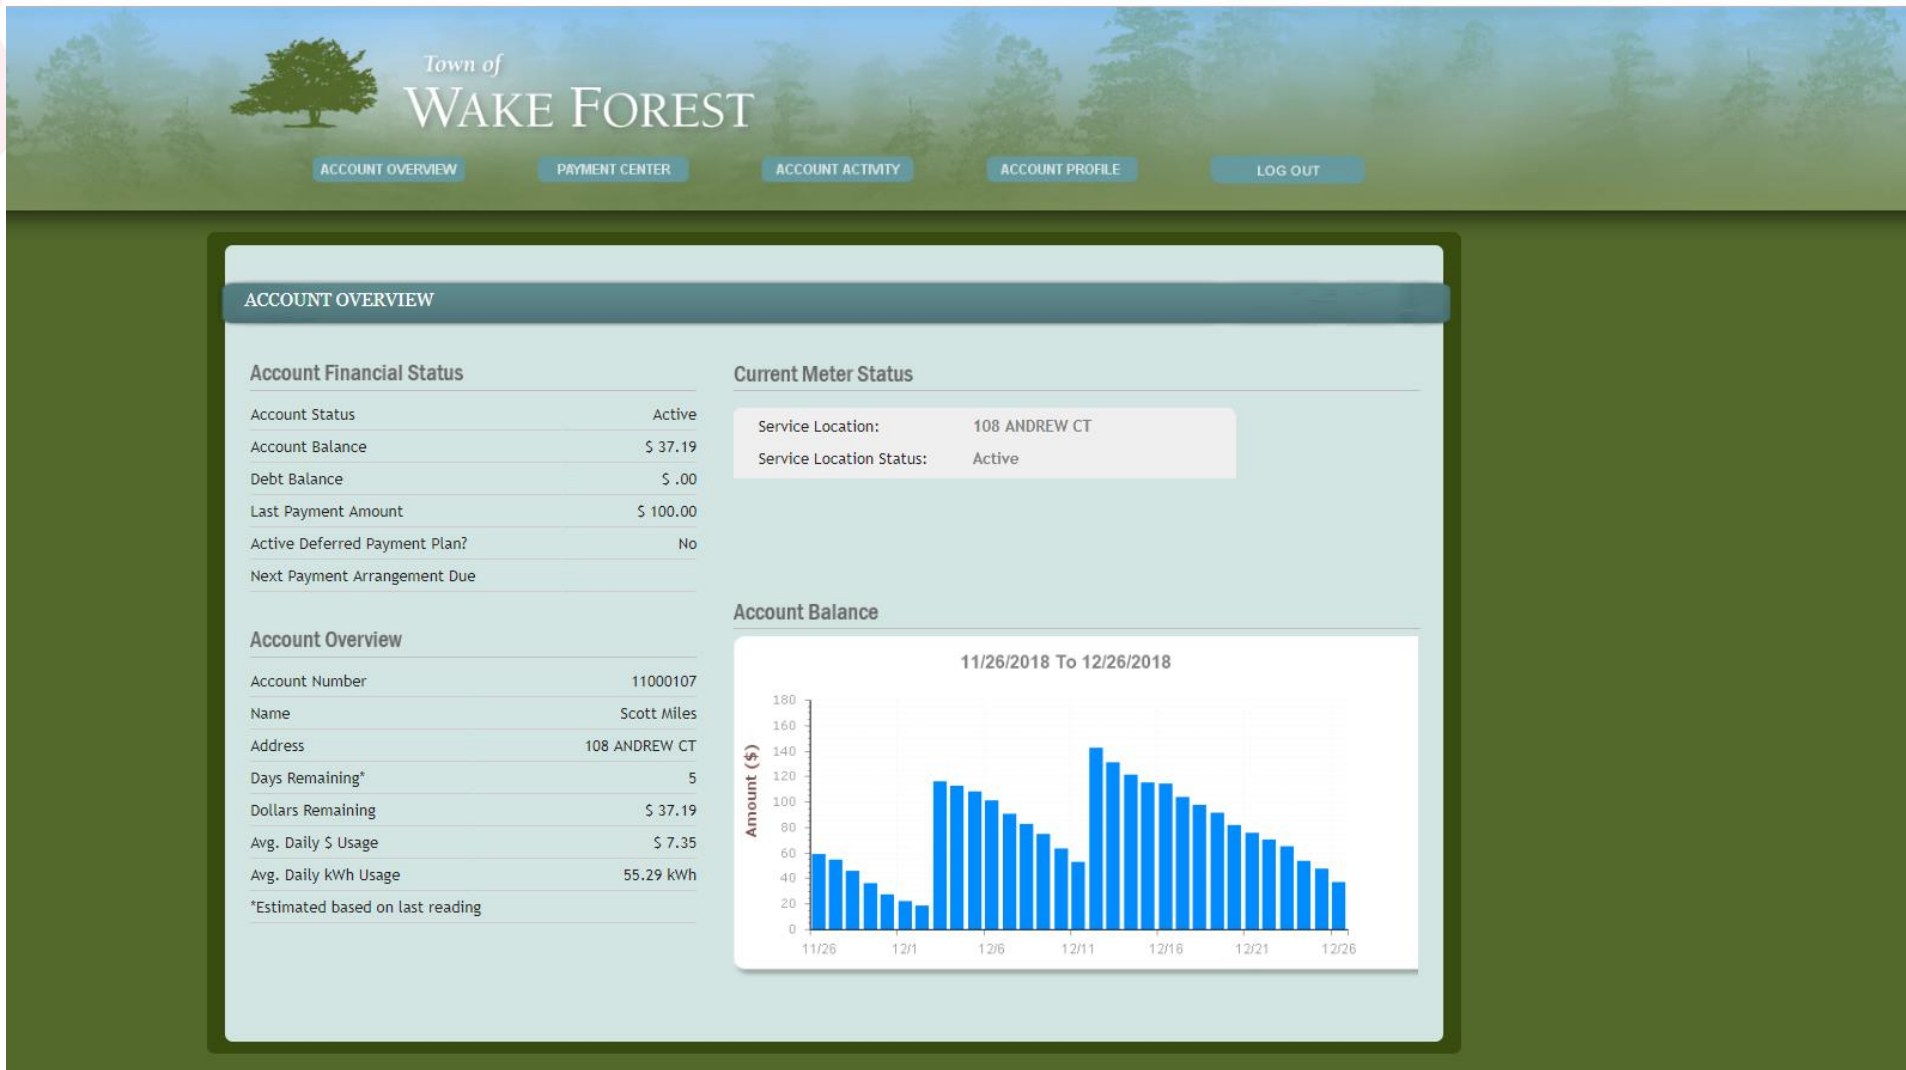 Town of
WAKE FOREST
ACCOUNT OVERVIEW PAYMENT CENTER ACCOUNT ACTIVITY ACCOUNT PROFILE LOG OUT
ACCOUNT OVERVIEW
Account Financial Status
Account Status Active
Account Balance $ 37.19
Debt Balance $ .00
Last Payment Amount $ 100.00
Active Deferred Payment Plan? No
Next Payment Arrangement Due
Account Overview
Account Number 11000107
Name Scott Miles
Address 108 ANDREW CT
Days Remaining* 5
Dollars Remaining $ 37.19
Avg. Daily $ Usage $ 7.35
Avg. Daily kWh Usage 55.29 kWh
*Estimated based on last reading
Current Meter Status
Service Location: 108 ANDREW CT
Service Location Status: Active
Account Balance
11/26/2018 To 12/26/2018
Amount ($)
180
160
140
120
100
80
60
40
20
0
11/26 12/1 12/6 12/11 12/16 12/21 12/26